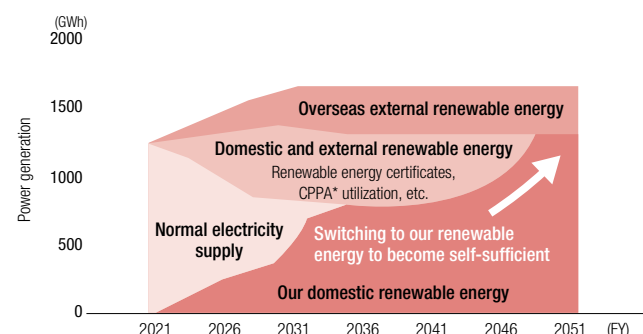 (GWh)
2000
1500
1000
500
0
Power generation
Overseas external renewable energy
Domestic and external renewable energy
Renewable energy certificates,
CPPA* utilization, etc.
Normal electricity
supply
Switching to our renewable
energy to become self-sufficient
Our domestic renewable energy
2021 2026 2031 2036 2041 2046 2051 (FY)